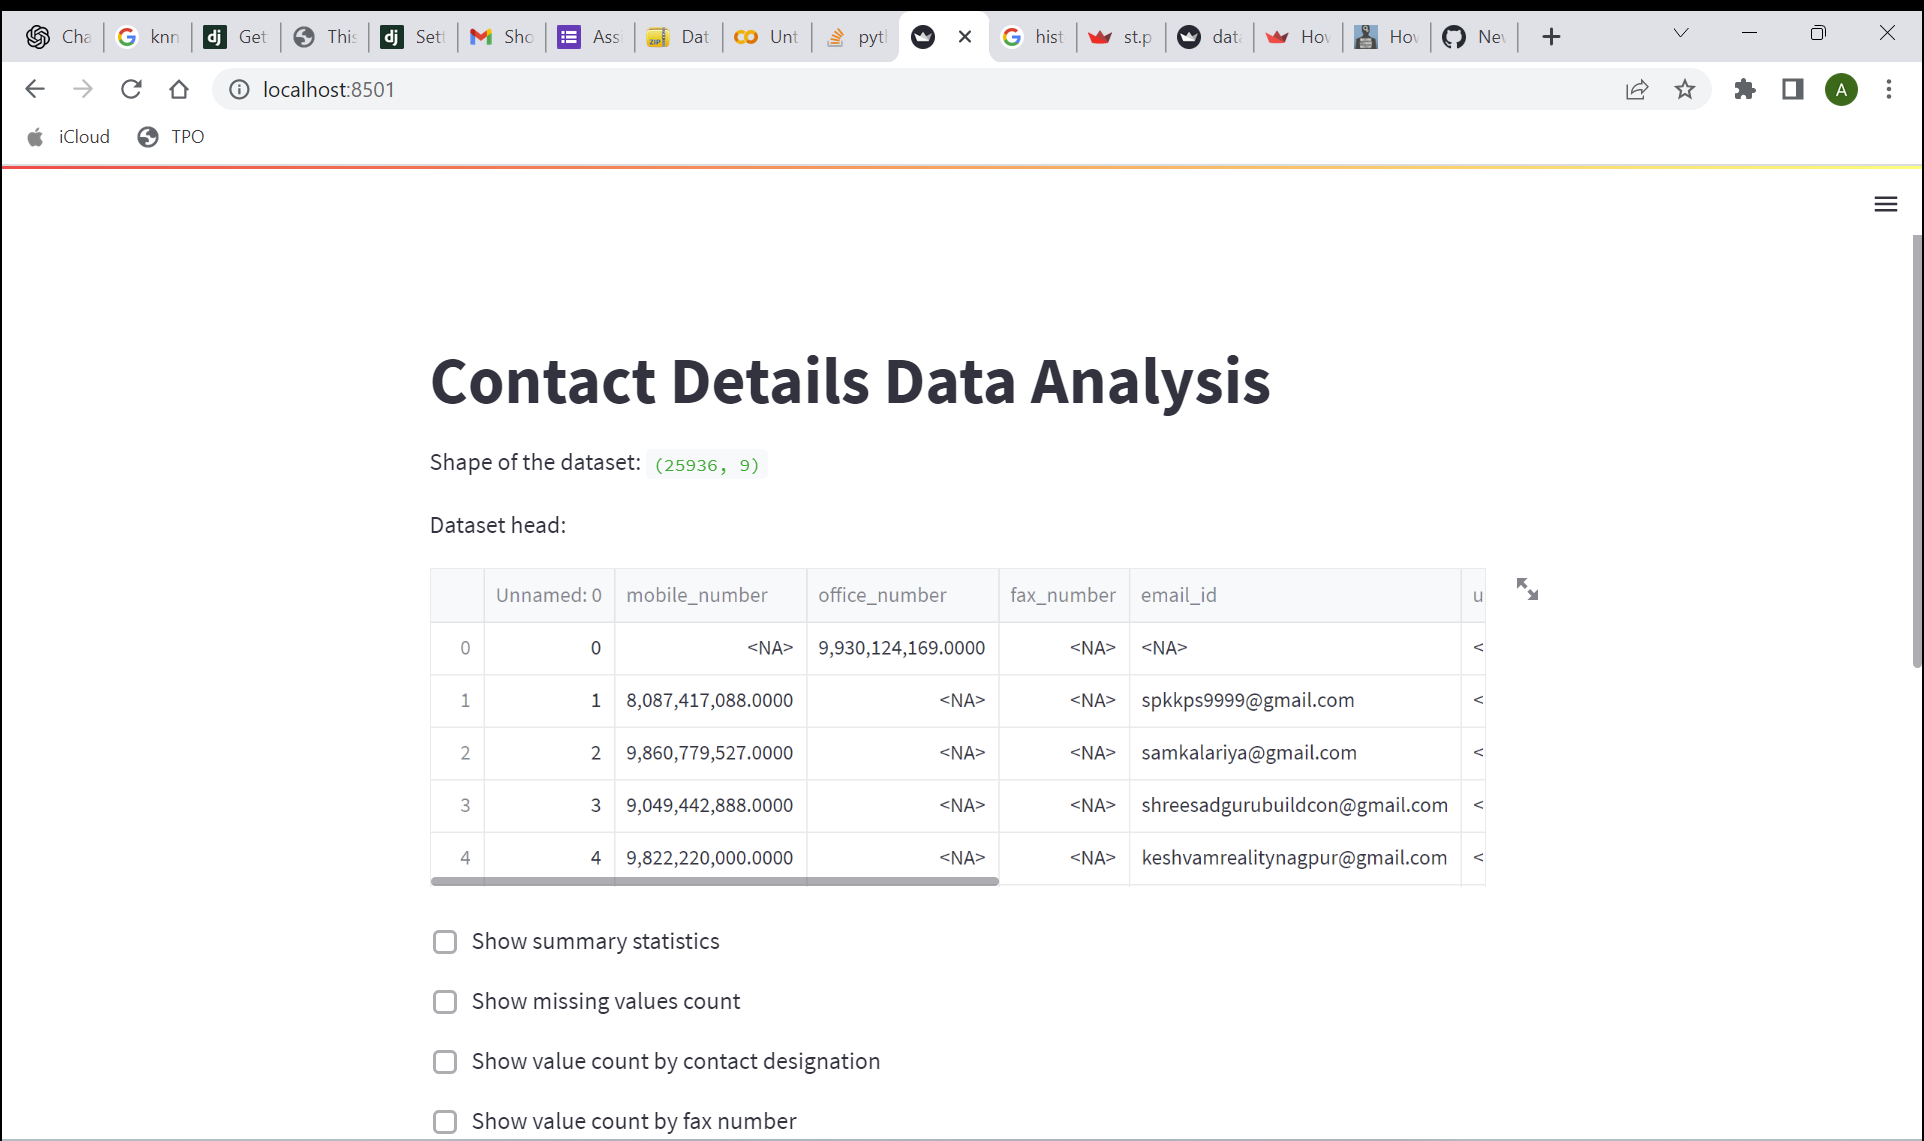 Cha knn Get This Sett Sho Assi Dat Unt pyth hist st.p data How How New
localhost:8501
A
iCloud TPO
Contact Details Data Analysis
Shape of the dataset: (25936, 9)
Dataset head:
Unnamed: 0 mobile_number office_number fax_number email_id u
0 0 <NA> 9,930,124,169.0000 <NA> <NA> <
1 1 8,087,417,088.0000 <NA> <NA> spkkps9999@gmail.com <
2 2 9,860,779,527.0000 <NA> <NA> samkalariya@gmail.com <
3 3 9,049,442,888.0000 <NA> <NA> shreesadgurubuildcon@gmail.com <
4 4 9,822,220,000.0000 <NA> <NA> keshvamrealitynagpur@gmail.com <
Show summary statistics
Show missing values count
Show value count by contact designation
Show value count by fax number